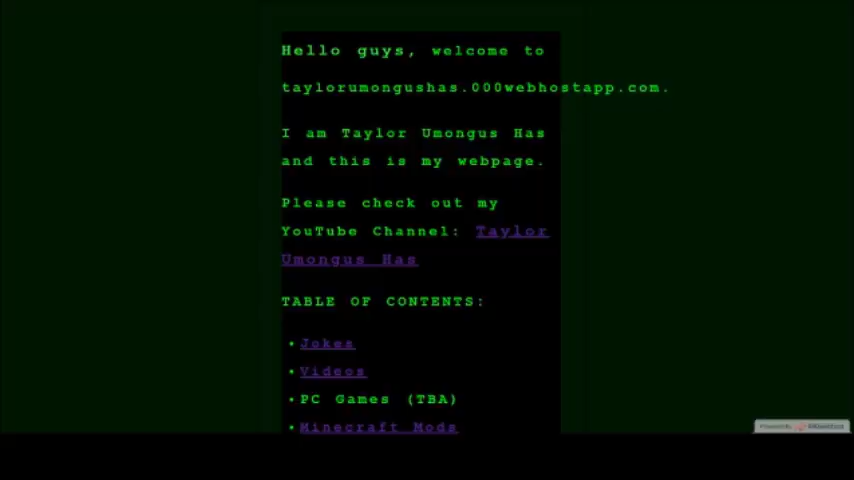 Hello guys, welcome to
taylorumongushas.000webhostapp.com.
I am Taylor Umongus Has
and this is my webpage.
Please check out my
YouTube Channel: Taylor
Umongus Has
TABLE OF CONTENTS:
• Jokes
• Videos
• PC Games (TBA)
• Minecraft Mods